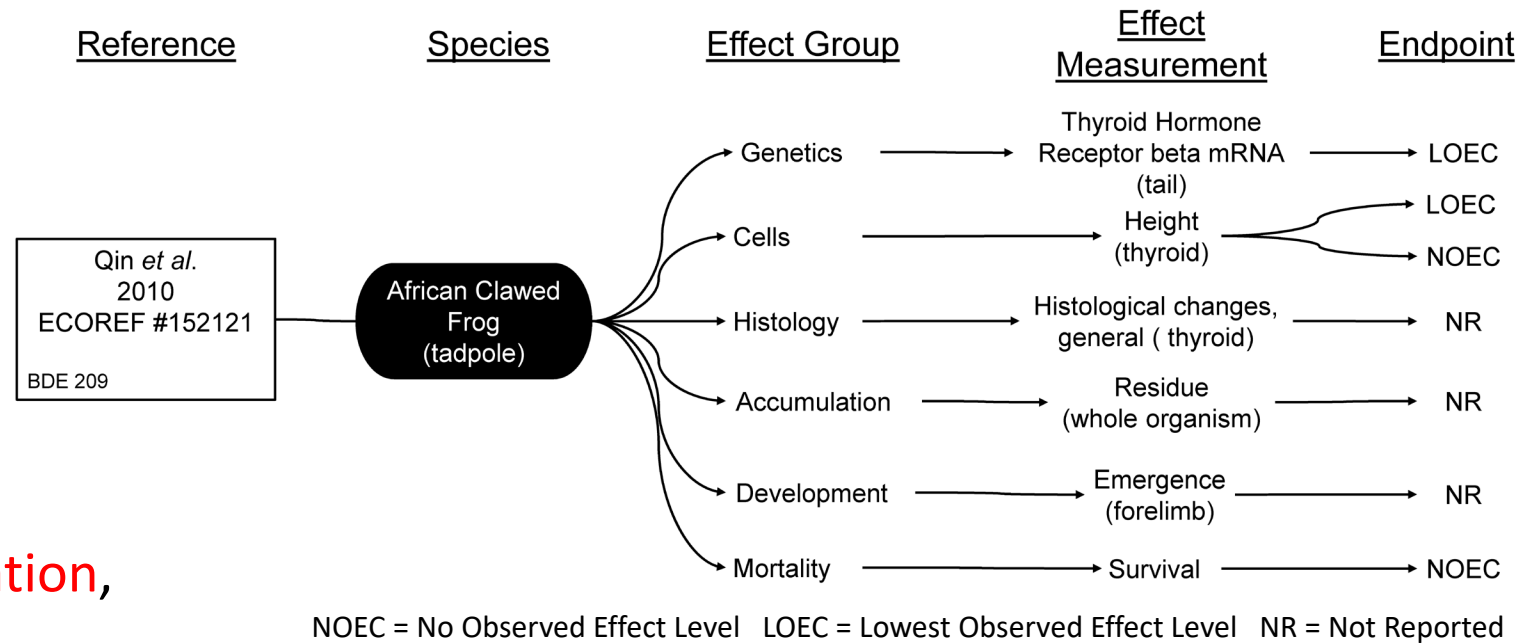 Reference
Species
Effect Group
Effect
Measurement
Endpoint
Qin et al.
2010
ECOREF #152121
BDE 209
African Clawed
Frog
(tadpole)
Genetics
Thyroid Hormone
Receptor beta mRNA
(tail)
LOEC
Cells
Height
(thyroid)
LOEC
NOEC
Histology
Histological changes,
general ( thyroid)
NR
Accumulation
Residue
(whole organism)
NR
Development
Emergence
(forelimb)
NR
Mortality
Survival
NOEC
tion,
NOEC = No Observed Effect Level LOEC = Lowest Observed Effect Level NR = Not Reported